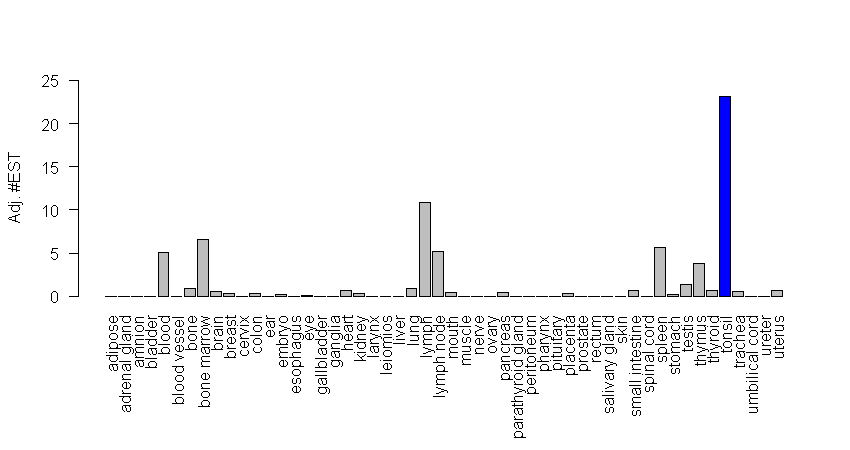 Adj. #EST
25
20
15
10
5
0
adipose
adrenal gland
amnion
bladder
blood
blood vessel
bone
bone marrow
brain
breast
cervix
colon
ear
embryo
esophagus
eye
gallbladder
ganglia
heart
kidney
larynx
leiomios
liver
lung
lymph
lymph node
mouth
muscle
nerve
ovary
pancreas
parathyroid gland
peritoneum
pharynx
pituitary
placenta
prostate
rectum
salivary gland
skin
small intestine
spinal cord
spleen
stomach
testis
thymus
thyroid
tonsil
trachea
umbilical cord
ureter
uterus